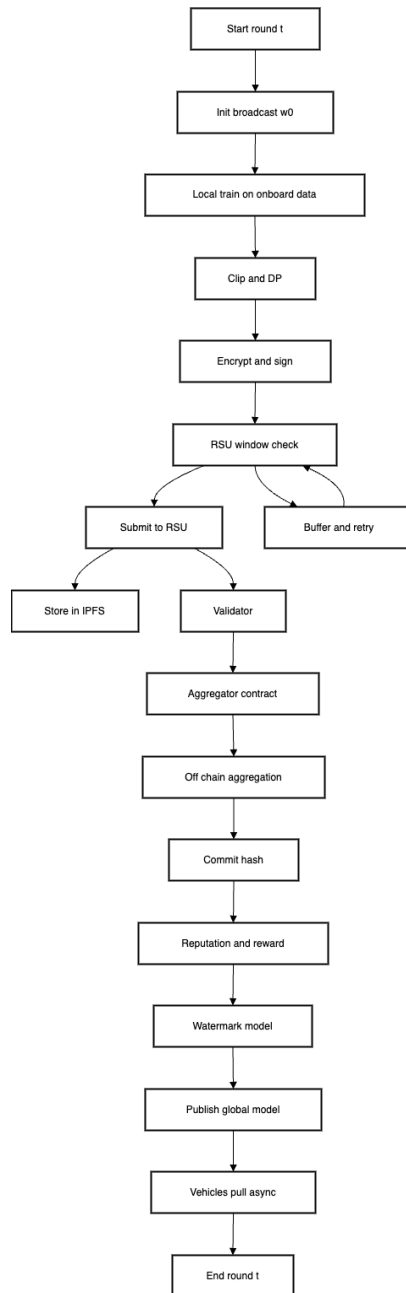 Start round t
Init broadcast w0
Local train on onboard data
Clip and DP
Encrypt and sign
RSU window check
Submit to RSU
Buffer and retry
Store in IPFS
Validator
Aggregator contract
Off chain aggregation
Commit hash
Reputation and reward
Watermark model
Publish global model
Vehicles pull async
End round t